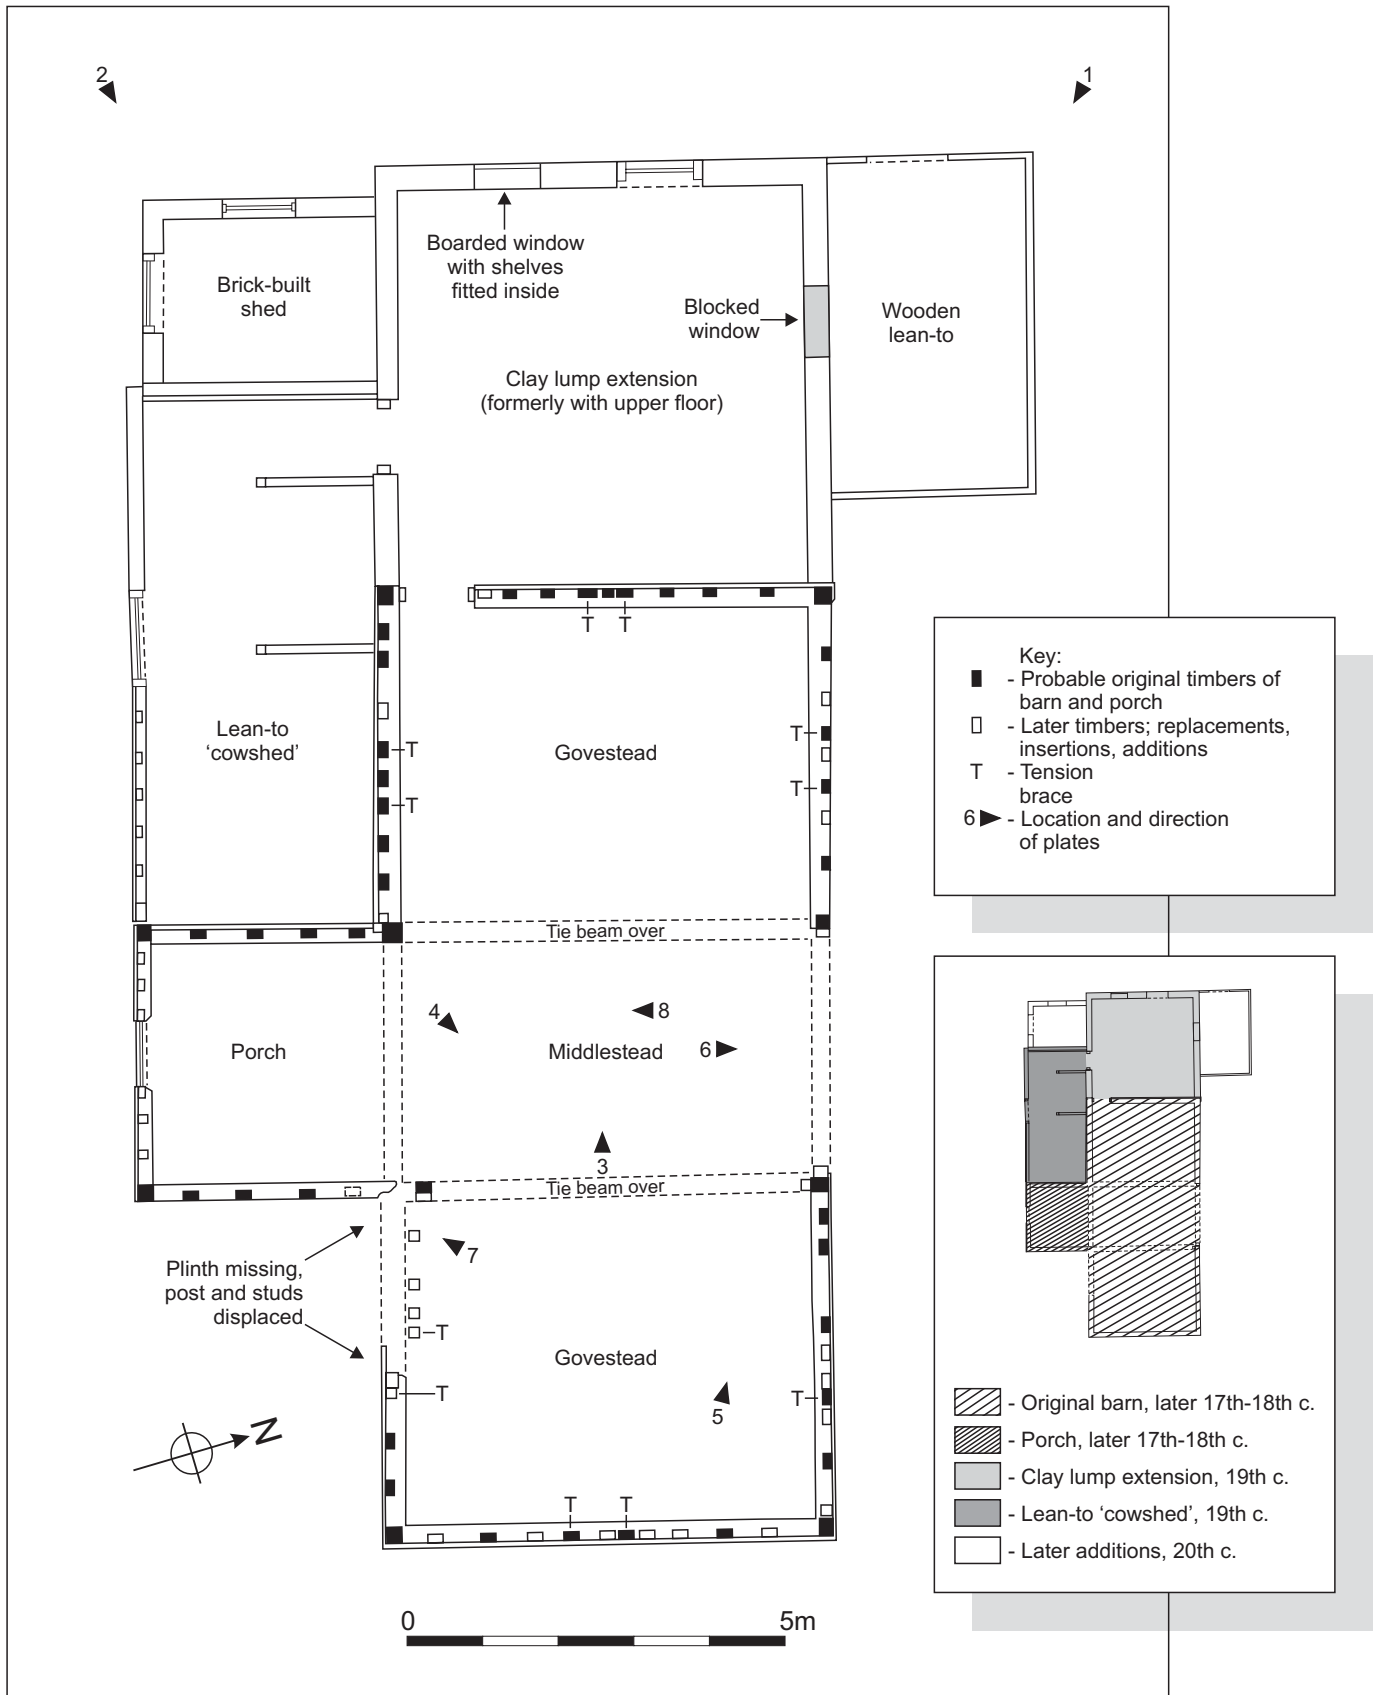 2
1
Boarded window
with shelves
fitted inside
Brick-built
shed
Blocked
window
Wooden
lean-to
Clay lump extension
(formerly with upper floor)
T T
Lean-to
‘cowshed’
T
T
Govestead
T
T
Tie beam over
Porch
4
8
Middlestead
6
3
Tie beam over
7
Plinth missing,
post and studs
displaced
T
T
Govestead
5
T
N
T T
0 5m
Key:
- Probable original timbers of
barn and porch
- Later timbers; replacements,
insertions, additions
T - Tension
brace
6 - Location and direction
of plates
- Original barn, later 17th-18th c.
- Porch, later 17th-18th c.
- Clay lump extension, 19th c.
- Lean-to ‘cowshed’, 19th c.
- Later additions, 20th c.